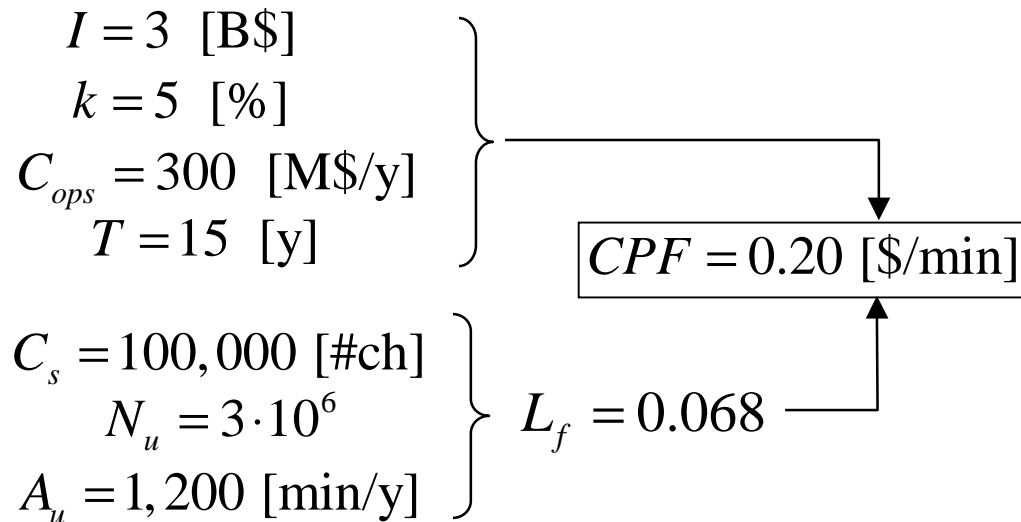 I = 3 [B$]
k = 5 [%]
C_ops = 300 [M$/y]
T = 15 [y]
CPF = 0.20 [$/min]
C_s = 100,000 [#ch]
N_u = 3·10^6
L_f = 0.068
A_u = 1,200 [min/y]